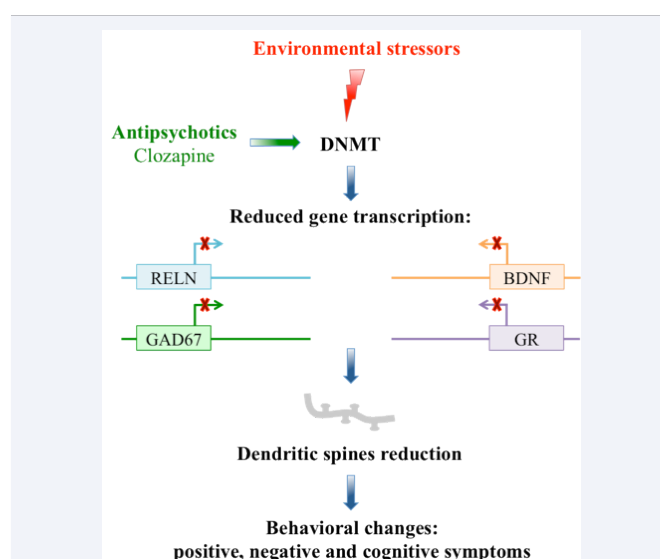 Environmental stressors
Antipsychotics
Clozapine
DNMT
Reduced gene transcription:
RELN
BDNF
GAD67
GR
Dendritic spines reduction
Behavioral changes:
positive, negative and cognitive symptoms